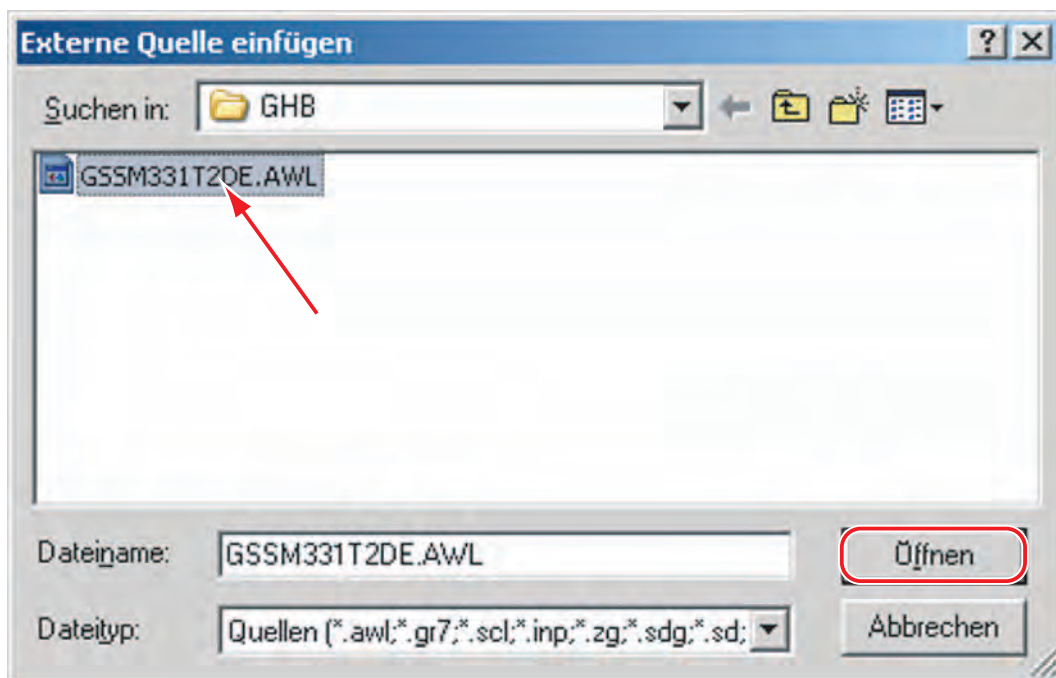 Externe Quelle einfügen
Suchen in: GHB
GSSM331T2DE.AWL
Dateiname: GSSM331T2DE.AWL Öffnen
Dateityp: Quellen (*.awl;*.gr7;*.scl;*.inp;*.zg;*.sdg;*.sd; Abbrechen